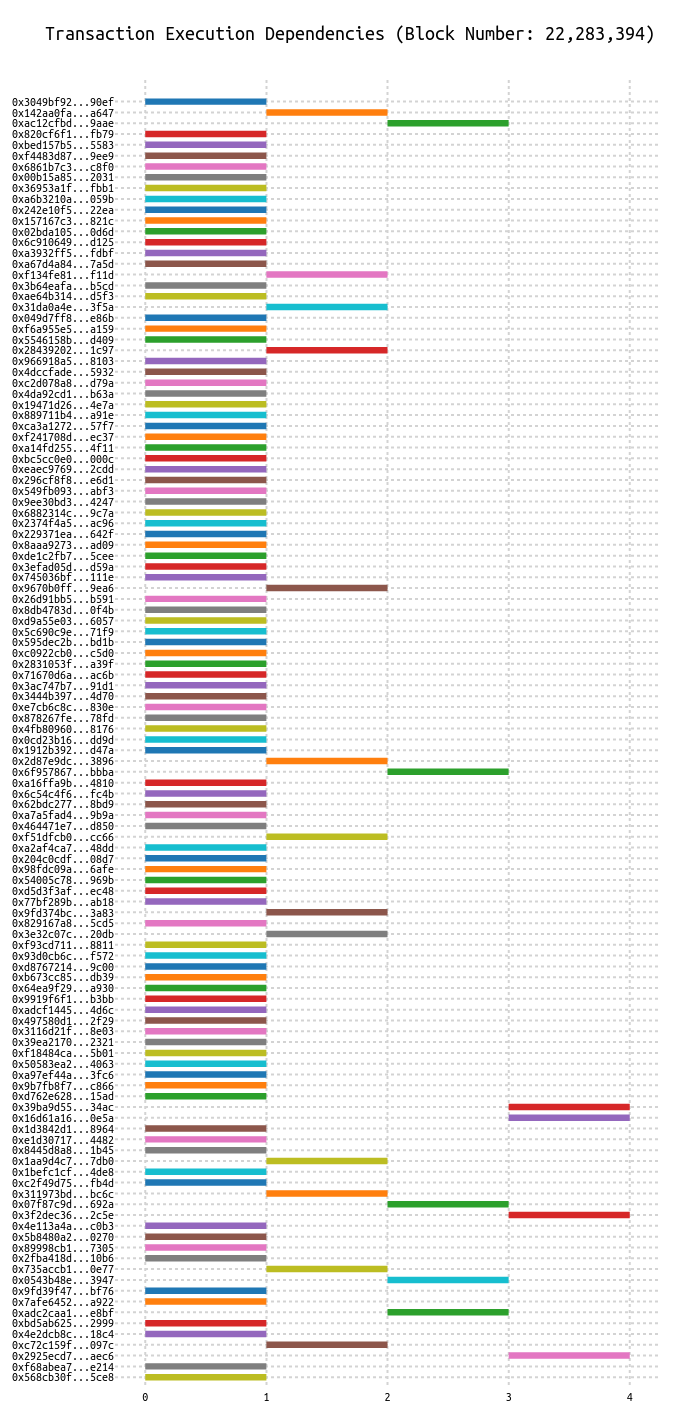 Transaction Execution Dependencies (Block Number: 22,283,394)
0x3049bf92...90ef
0x142aa0fa...a647
0xac12cfbd...9aae
0x820cf6f1...fb79
0xbed157b5...5583
0xf4483d87...9ee9
0x6861b7c3...c8f0
0x00b15a85...2031
0x36953a1f...fbb1
0xa6b3210a...059b
0x242e10f5...22ea
0x157167c3...821c
0x02bda105...0d6d
0x6c910649...d125
0xa3932ff5...fdbf
0xa67d4a84...7a5d
0xf134fe81...f11d
0x3b64eafa...b5cd
0xae64b314...d5f3
0x31da0a4e...3f5a
0x049d7ff8...e86b
0xf6a955e5...a159
0x5546158b...d409
0x28439202...1c97
0x966918a5...8103
0x4dccfade...5932
0xc2d078a8...d79a
0x4da92cd1...b63a
0x19471d26...4e7a
0x889711b4...a91e
0xca3a1272...57f7
0xf241708d...ec37
0xa14fd255...4f11
0xbc5cc0e0...000c
0xeaec9769...2cdd
0x296cf8f8...e6d1
0x549fb093...abf3
0x9ee30bd3...4247
0x6882314c...9c7a
0x2374f4a5...ac96
0x229371ea...642f
0x8aaa9273...ad09
0xde1c2fb7...5cee
0x3efad05d...d59a
0x745036bf...111e
0x9670b0ff...9ea6
0x26d91bb5...b591
0x8db4783d...0f4b
0xd9a55e03...6057
0x5c690c9e...71f9
0x595dec2b...bd1b
0xc0922cb0...c5d0
0x2831053f...a39f
0x71670d6a...ac6b
0x3ac747b7...91d1
0x3444b397...4d70
0xe7cb6c8c...830e
0x878267fe...78fd
0x4fb80960...8176
0x0cd23b16...dd9d
0x1912b392...d47a
0x2d87e9dc...3896
0x6f957867...bbba
0xa16ffa9b...4810
0x6c54c4f6...fc4b
0x62bdc277...8bd9
0xa7a5fad4...9b9a
0x464471e7...d850
0xf51dfcb0...cc66
0xa2af4ca7...48dd
0x204c0cdf...08d7
0x98fdc09a...6afe
0x54005c78...969b
0xd5d3f3af...ec48
0x77bf289b...ab18
0x9fd374bc...3a83
0x829167a8...5cd5
0x3e32c07c...20db
0xf93cd711...8811
0x93d0cb6c...f572
0xd8767214...9c00
0xb673cc85...db39
0x64ea9f29...a930
0x9919f6f1...b3bb
0xadcf1445...4d6c
0x497580d1...2f29
0x3116d21f...8e03
0x39ea2170...2321
0xf18484ca...5b01
0x50583ea2...4063
0xa97ef44a...3fc6
0x9b7fb8f7...c866
0xd762e628...15ad
0x39ba9d55...34ac
0x16d61a16...0e5a
0x1d3842d1...8964
0xe1d30717...4482
0x8445d8a8...1b45
0x1aa9d4c7...7db0
0x1befc1cf...4de8
0xc2f49d75...fb4d
0x311973bd...bc6c
0x07f87c9d...692a
0x3f2dec36...2c5e
0x4e113a4a...c0b3
0x5b8480a2...0270
0x89998cb1...7305
0x2fba418d...10b6
0x735accb1...0e77
0x0543b48e...3947
0x9fd39f47...bf76
0x7afe6452...a922
0xadc2caa1...e8bf
0xbd5ab625...2999
0x4e2dcb8c...18c4
0xc72c159f...097c
0x2925ecd7...aec6
0xf68abea7...e214
0x568cb30f...5ce8
0 1 2 3 4